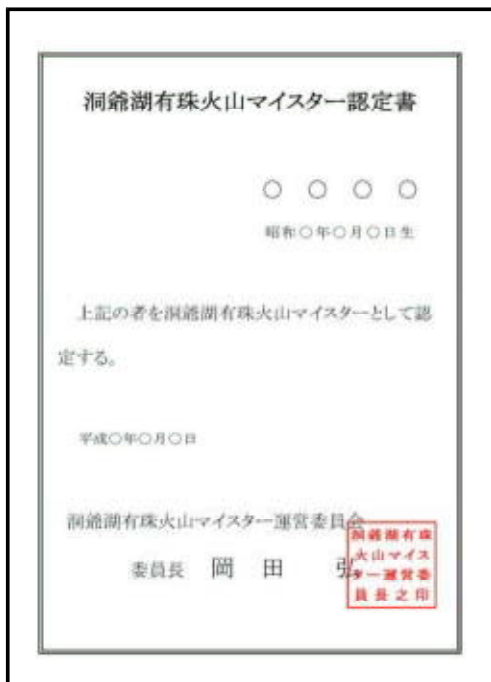 洞爺湖有珠火山マイスター認定書
○ ○ ○ ○
昭和○年○月○日生
上記の者を洞爺湖有珠火山マイスターとして認
定する。
平成○年○月○日
洞爺湖有珠火山マイスター運営委員会
委員長 岡 田 弘
洞爺湖有珠
火山マイス
ター運営委
員長之印